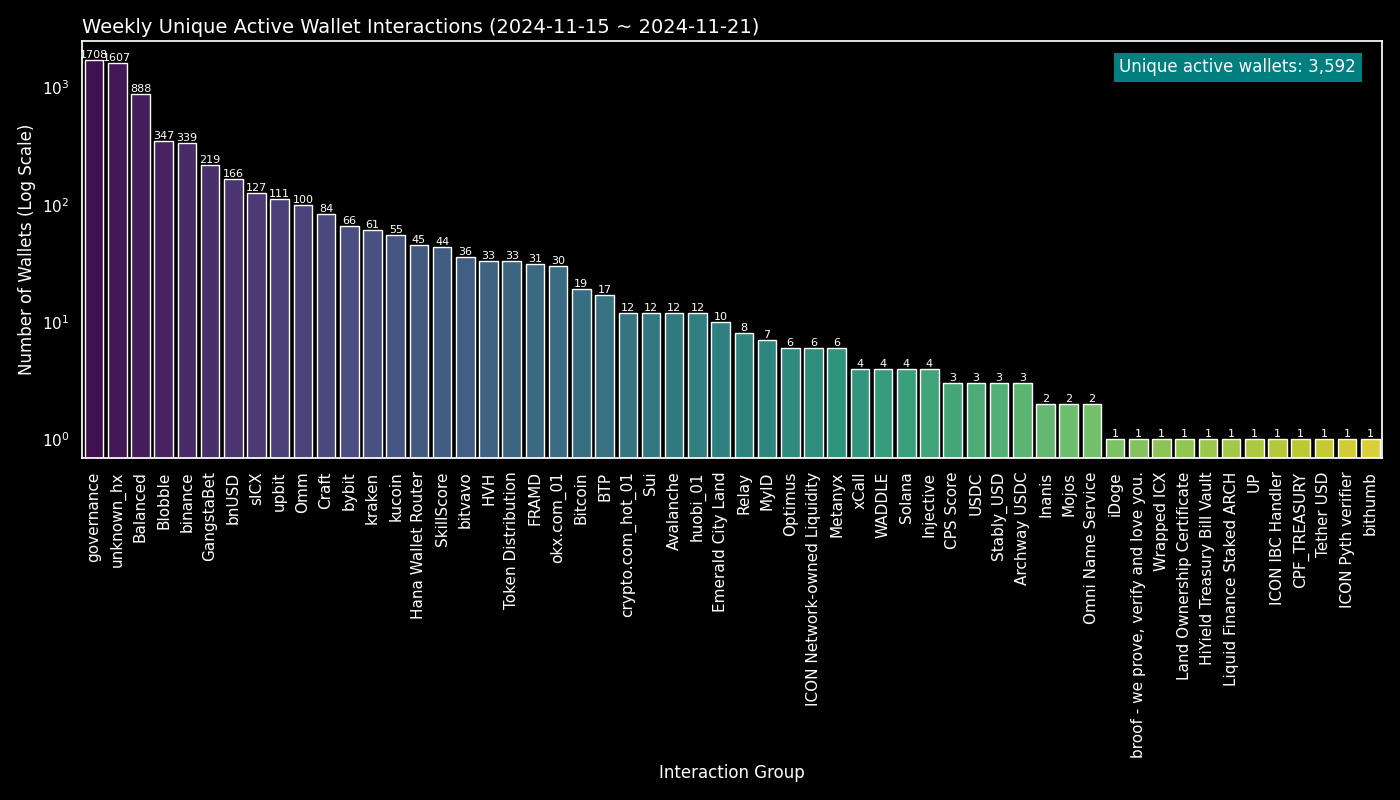 Weekly Unique Active Wallet Interactions (2024-11-15 ~ 2024-11-21)
Unique active wallets: 3,592
Number of Wallets (Log Scale)
10³
10²
10¹
10⁰
1708
1607
888
347
339
219
166
127
111
100
84
66
61
55
45
44
36
33
33
31
30
19
17
12
12
12
12
10
8
7
6
6
6
4
4
4
4
3
3
3
3
2
2
2
1
1
1
1
1
1
1
1
1
1
1
1
governance
unknown_hx
Balanced
Blobble
binance
GangstaBet
bnUSD
sICX
upbit
Omm
Craft
bybit
kraken
kucoin
Hana Wallet Router
SkillScore
bitvavo
HVH
Token Distribution
FRAMD
okx.com_01
Bitcoin
BTP
crypto.com_hot_01
Sui
Avalanche
huobi_01
Emerald City Land
Relay
MyID
Optimus
ICON Network-owned Liquidity
Metanyx
xCall
WADDLE
Solana
Injective
CPS Score
USDC
Stably_USD
Archway USDC
Inanis
Mojos
Omni Name Service
iDoge
broof - we prove, verify and love you.
Wrapped ICX
Land Ownership Certificate
HiYield Treasury Bill Vault
Liquid Finance Staked ARCH
UP
ICON IBC Handler
CPF_TREASURY
Tether USD
ICON Pyth verifier
bithumb
Interaction Group